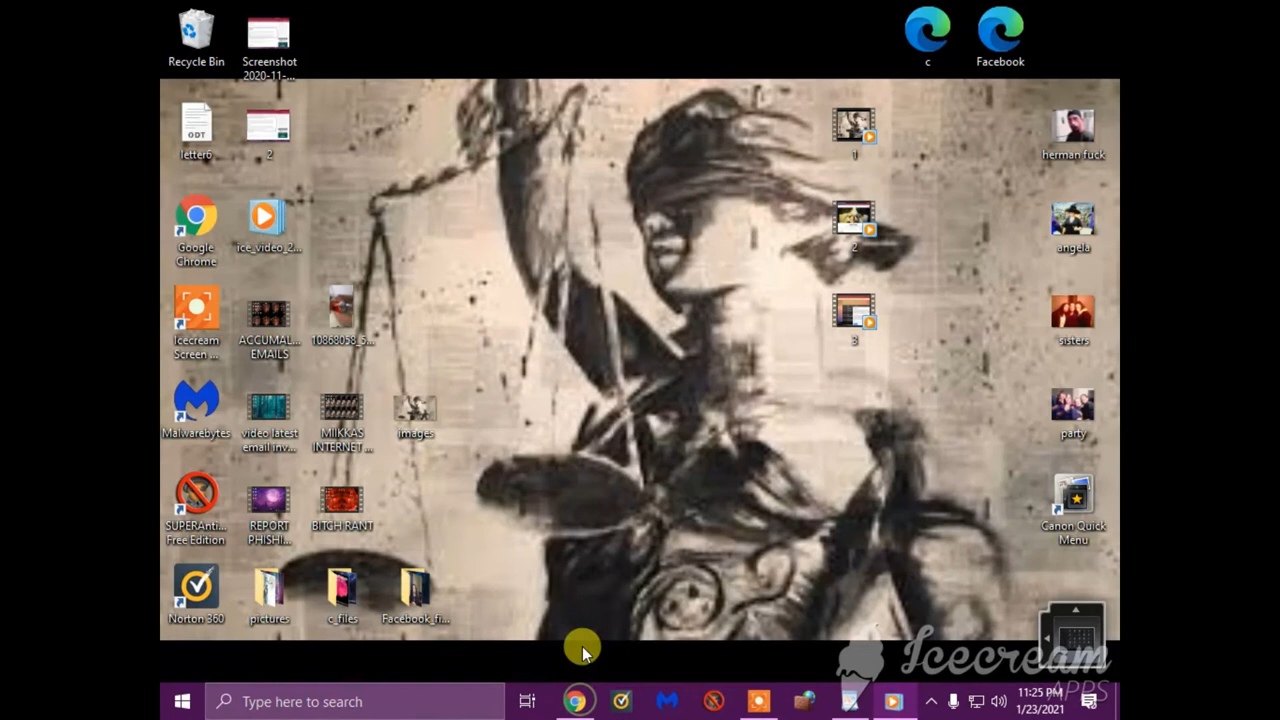 Recycle Bin
Screenshot
2020-11-...
c
Facebook
ODT
letter6
2
1
herman fuck
Google
Chrome
ice_video_2...
2
angela
Icecream
Screen ...
ACCUMAL...
EMAILS
10868058_5...
3
sisters
Malwarebytes
video latest
email inv...
MIIKKAS
INTERNET ...
images
party
SUPERAnti...
Free Edition
REPORT
PHISHI...
BITCH RANT
Canon Quick
Menu
Norton 360
pictures
c_files
Facebook_fi...
Icecream
APPS
Type here to search
11:25 PM
1/23/2021